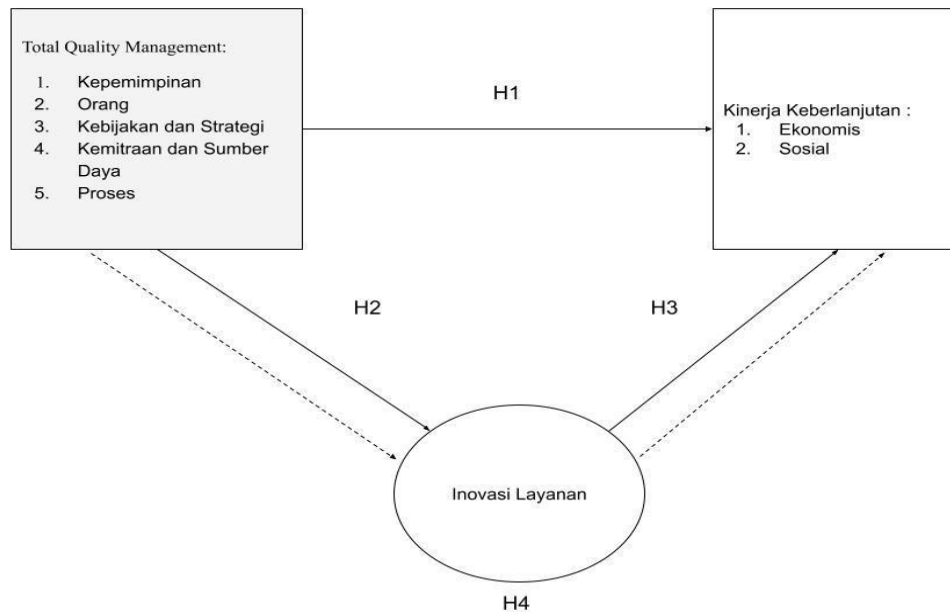 Total Quality Management:
1. Kepemimpinan
2. Orang
3. Kebijakan dan Strategi
4. Kemitraan dan Sumber
Daya
5. Proses
H1
Kinerja Keberlanjutan :
1. Ekonomis
2. Sosial
H2
H3
Inovasi Layanan
H4